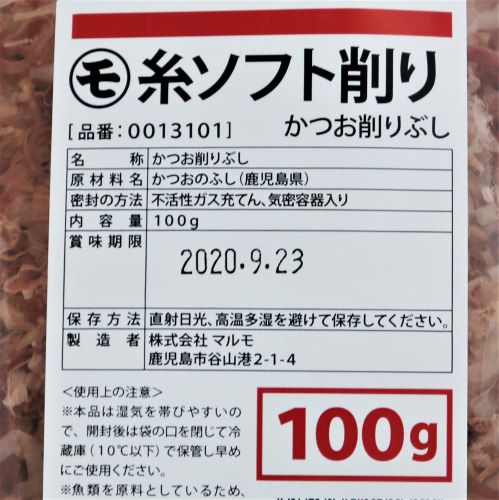 モ 糸ソフト削り
[品番:0013101] かつお削りぶし
名称 かつお削りぶし
原材料名 かつおのふし(鹿児島県)
密封の方法 不活性ガス充てん、気密容器入り
内容量 100g
賞味期限
2020.9.23
保存方法 直射日光、高温多湿を避けて保存してください。
製造者 株式会社 マルモ
鹿児島市谷山港2-1-4
<使用上の注意>
※本品は湿気を帯びやすいの
で、開封後は袋の口を閉じて冷
蔵庫(10℃以下)で保管し早め
にご使用ください。
※魚類を原料としているため、
100g